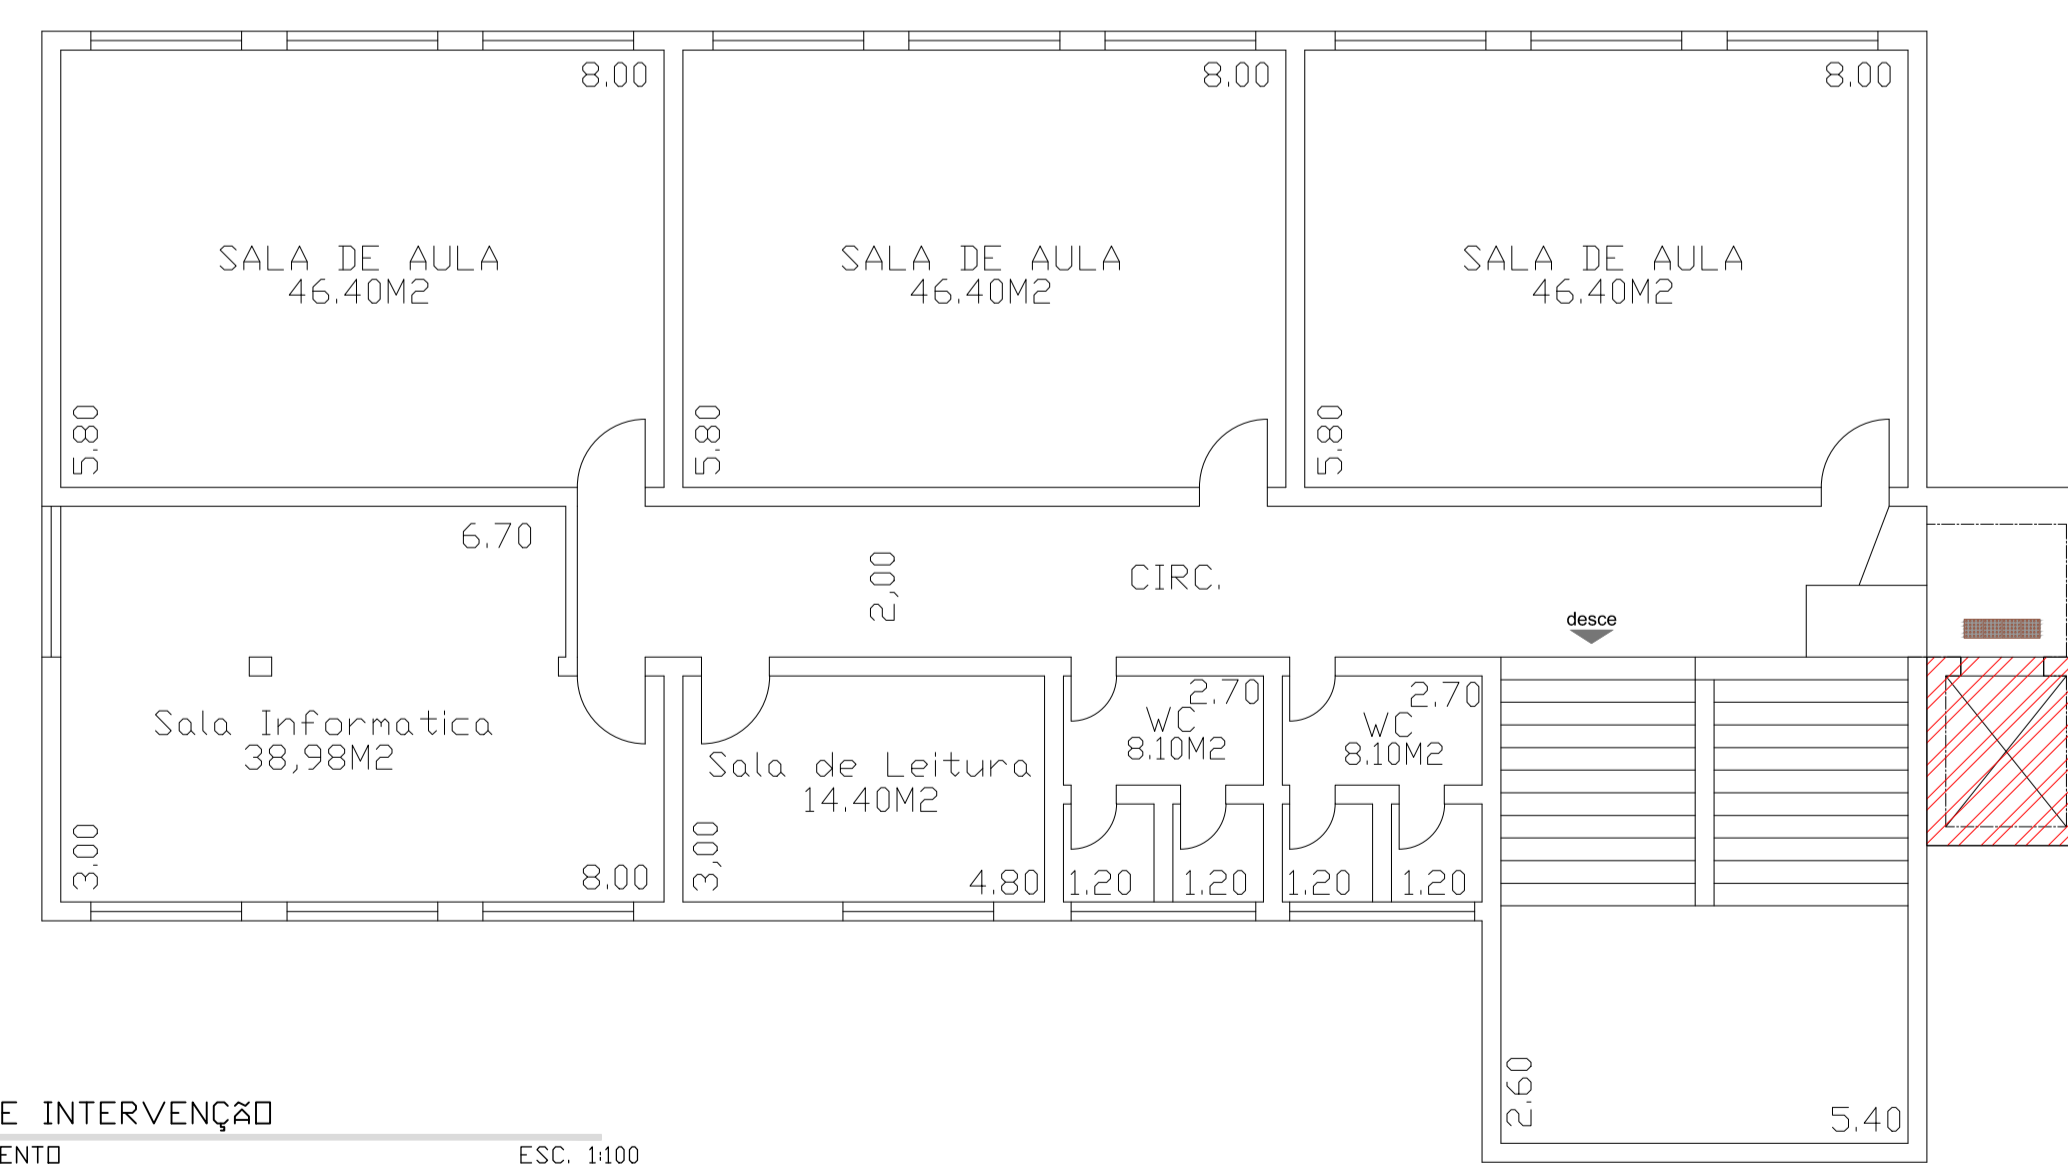 8.00
8.00
8.00
SALA DE AULA
46.40M2
SALA DE AULA
46.40M2
SALA DE AULA
46.40M2
5.80
5.80
5.80
6.70
2,00
CIRC.
desce
Sala Informatica
38,98M2
Sala de Leitura
14.40M2
2.70
WC
8.10M2
2.70
WC
8.10M2
3.00
8.00
3,00
4.80
1.20
1.20
1.20
1.20
2.60
5.40
E INTERVENÇÃO
ENTO
ESC. 1:100